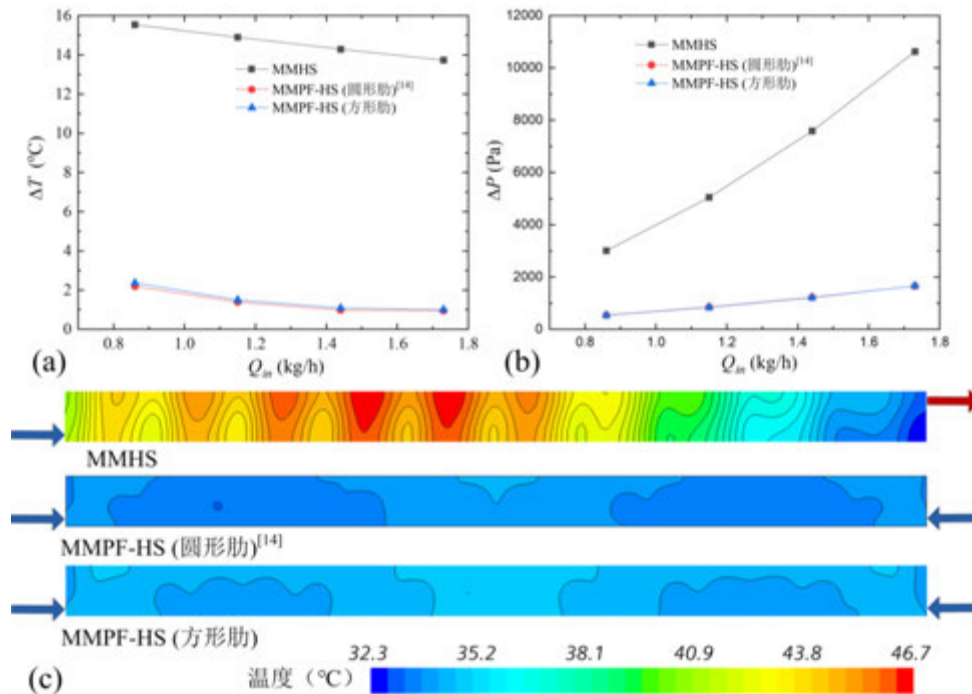 16
14
12
10
8
6
4
2
0
ΔT (°C)
MMHS
MMPF-HS (圆形肋)[14]
MMPF-HS (方形肋)
0.8 1.0 1.2 1.4 1.6 1.8
Q_in (kg/h)
(a)
12000
10000
8000
6000
4000
2000
0
ΔP (Pa)
MMHS
MMPF-HS (圆形肋)[14]
MMPF-HS (方形肋)
0.8 1.0 1.2 1.4 1.6 1.8
Q_in (kg/h)
(b)
MMHS
MMPF-HS (圆形肋)[14]
MMPF-HS (方形肋)
(c)
32.3 35.2 38.1 40.9 43.8 46.7
温度（°C）